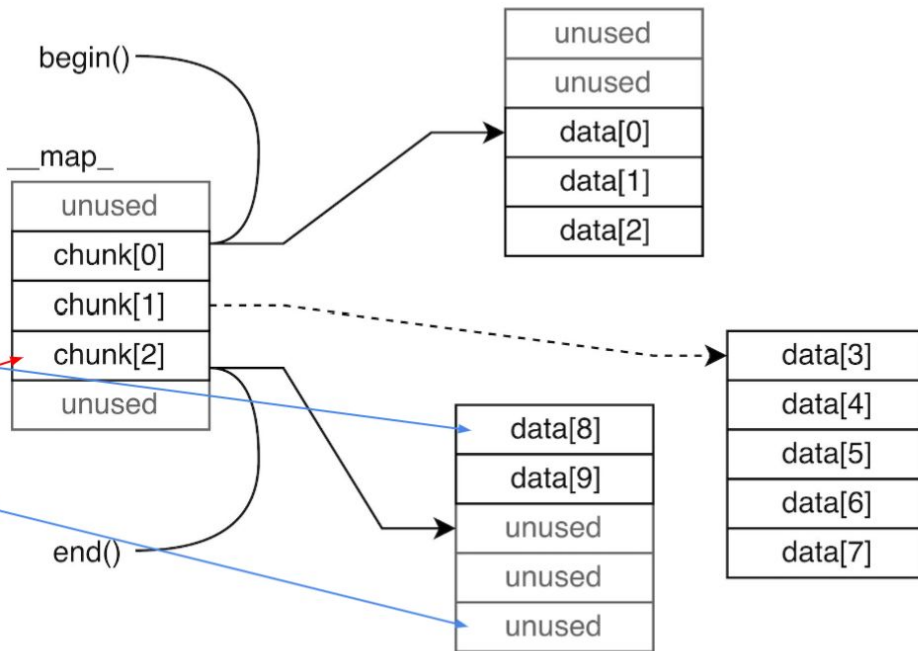 begin()
__map_
unused
chunk[0]
chunk[1]
chunk[2]
unused
end()
unused
unused
data[0]
data[1]
data[2]
data[8]
data[9]
unused
unused
unused
data[3]
data[4]
data[5]
data[6]
data[7]